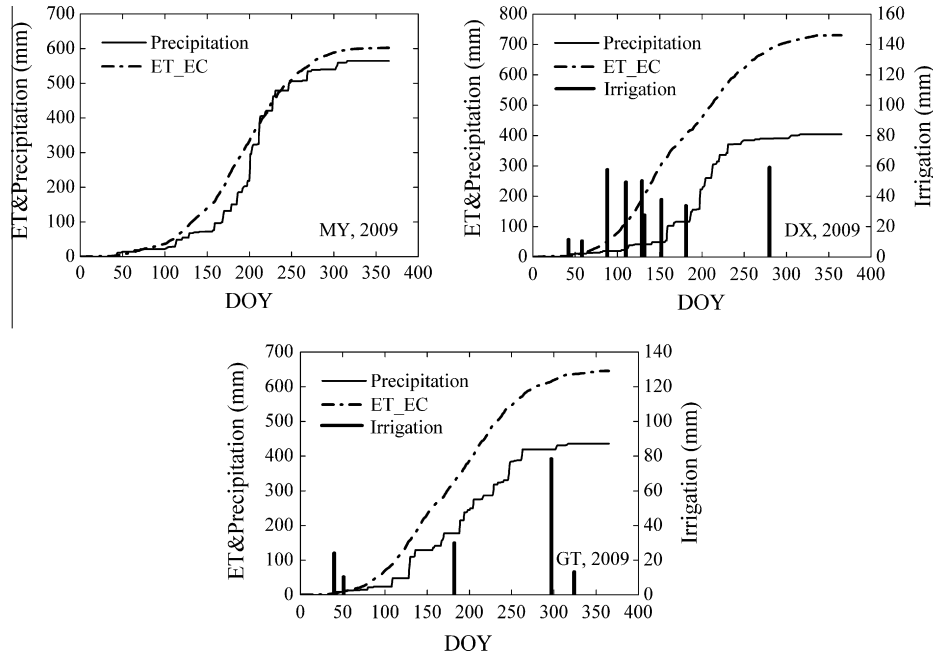 700
600
500
400
300
200
100
0
ET&Precipitation (mm)
Precipitation
ET_EC
MY, 2009
0 50 100 150 200 250 300 350 400
DOY
800
700
600
500
400
300
200
100
0
ET&Precipitation (mm)
Precipitation
ET_EC
Irrigation
DX, 2009
160
140
120
100
80
60
40
20
0
Irrigation (mm)
0 50 100 150 200 250 300 350 400
DOY
700
600
500
400
300
200
100
0
ET&Precipitation (mm)
Precipitation
ET_EC
Irrigation
GT, 2009
140
120
100
80
60
40
20
0
Irrigation (mm)
0 50 100 150 200 250 300 350 400
DOY